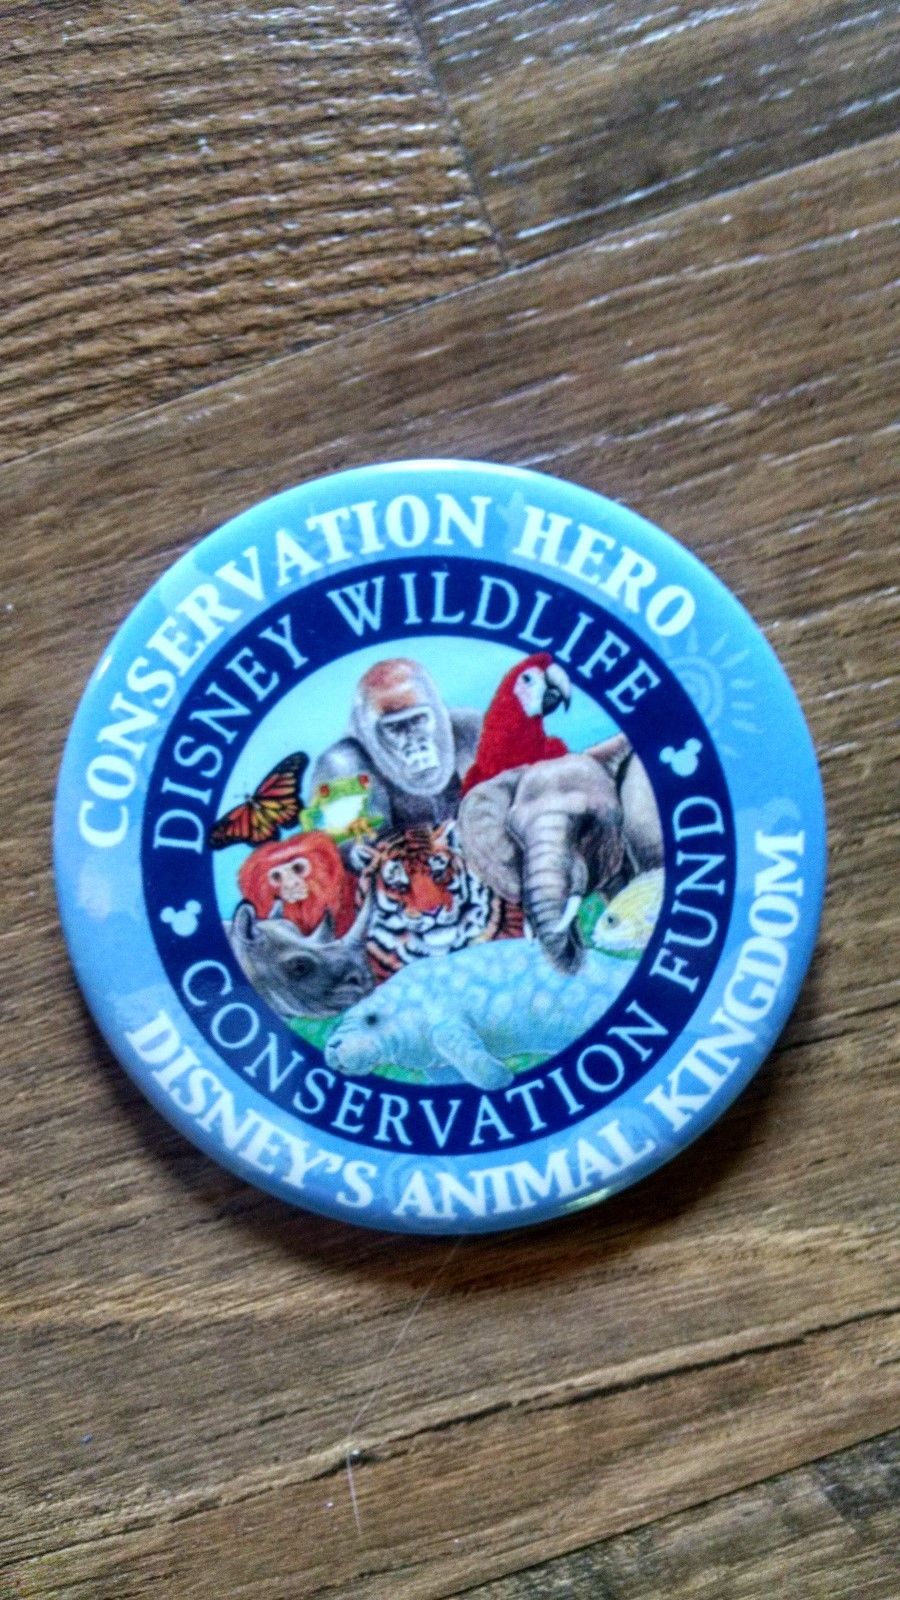 CONSERVATION HERO
DISNEY WILDLIFE
CONSERVATION FUND
DISNEY'S ANIMAL KINGDOM